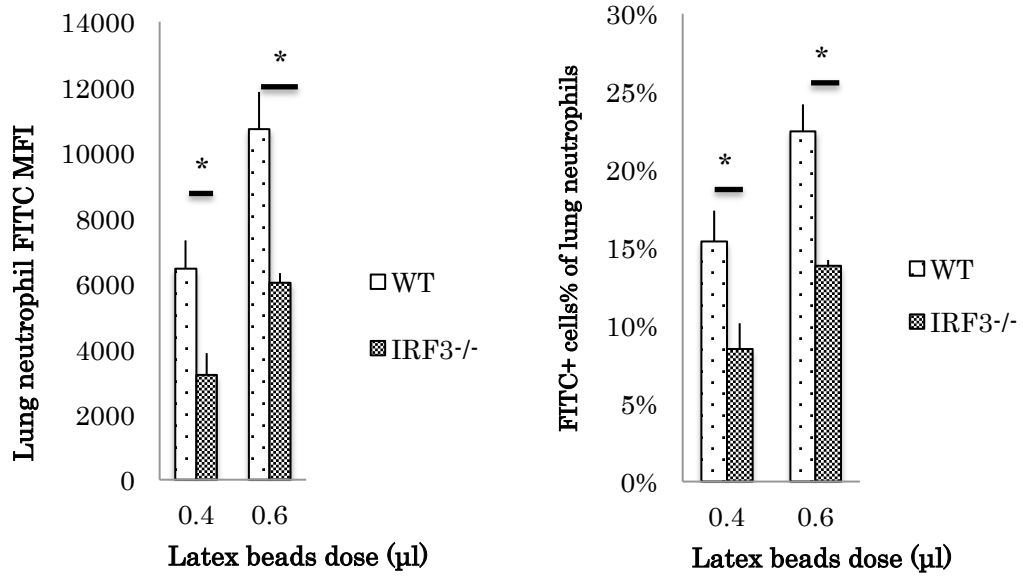 Lung neutrophil FITC MFI
14000
12000
10000
8000
6000
4000
2000
0
*
*
0.4
0.6
Latex beads dose (µl)
WT
IRF3-/-
FITC+ cells% of lung neutrophils
30%
25%
20%
15%
10%
5%
0%
*
*
0.4
0.6
Latex beads dose (µl)
WT
IRF3-/-